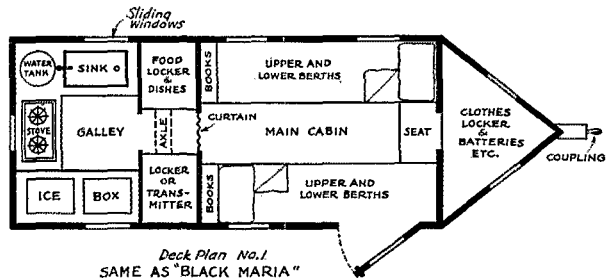 Sliding
Windows
WATER
TANK
SINK
FOOD
LOCKER
&
DISHES
BOOKS
UPPER AND
LOWER BERTHS
STOVE
GALLEY
AXLE
CURTAIN
MAIN CABIN
SEAT
CLOTHES
LOCKER
&
BATTERIES
ETC.
COUPLING
ICE
BOX
LOCKER
OR
TRANS-
MITTER
BOOKS
UPPER AND
LOWER BERTHS
Deck Plan No.1.
SAME AS "BLACK MARIA"